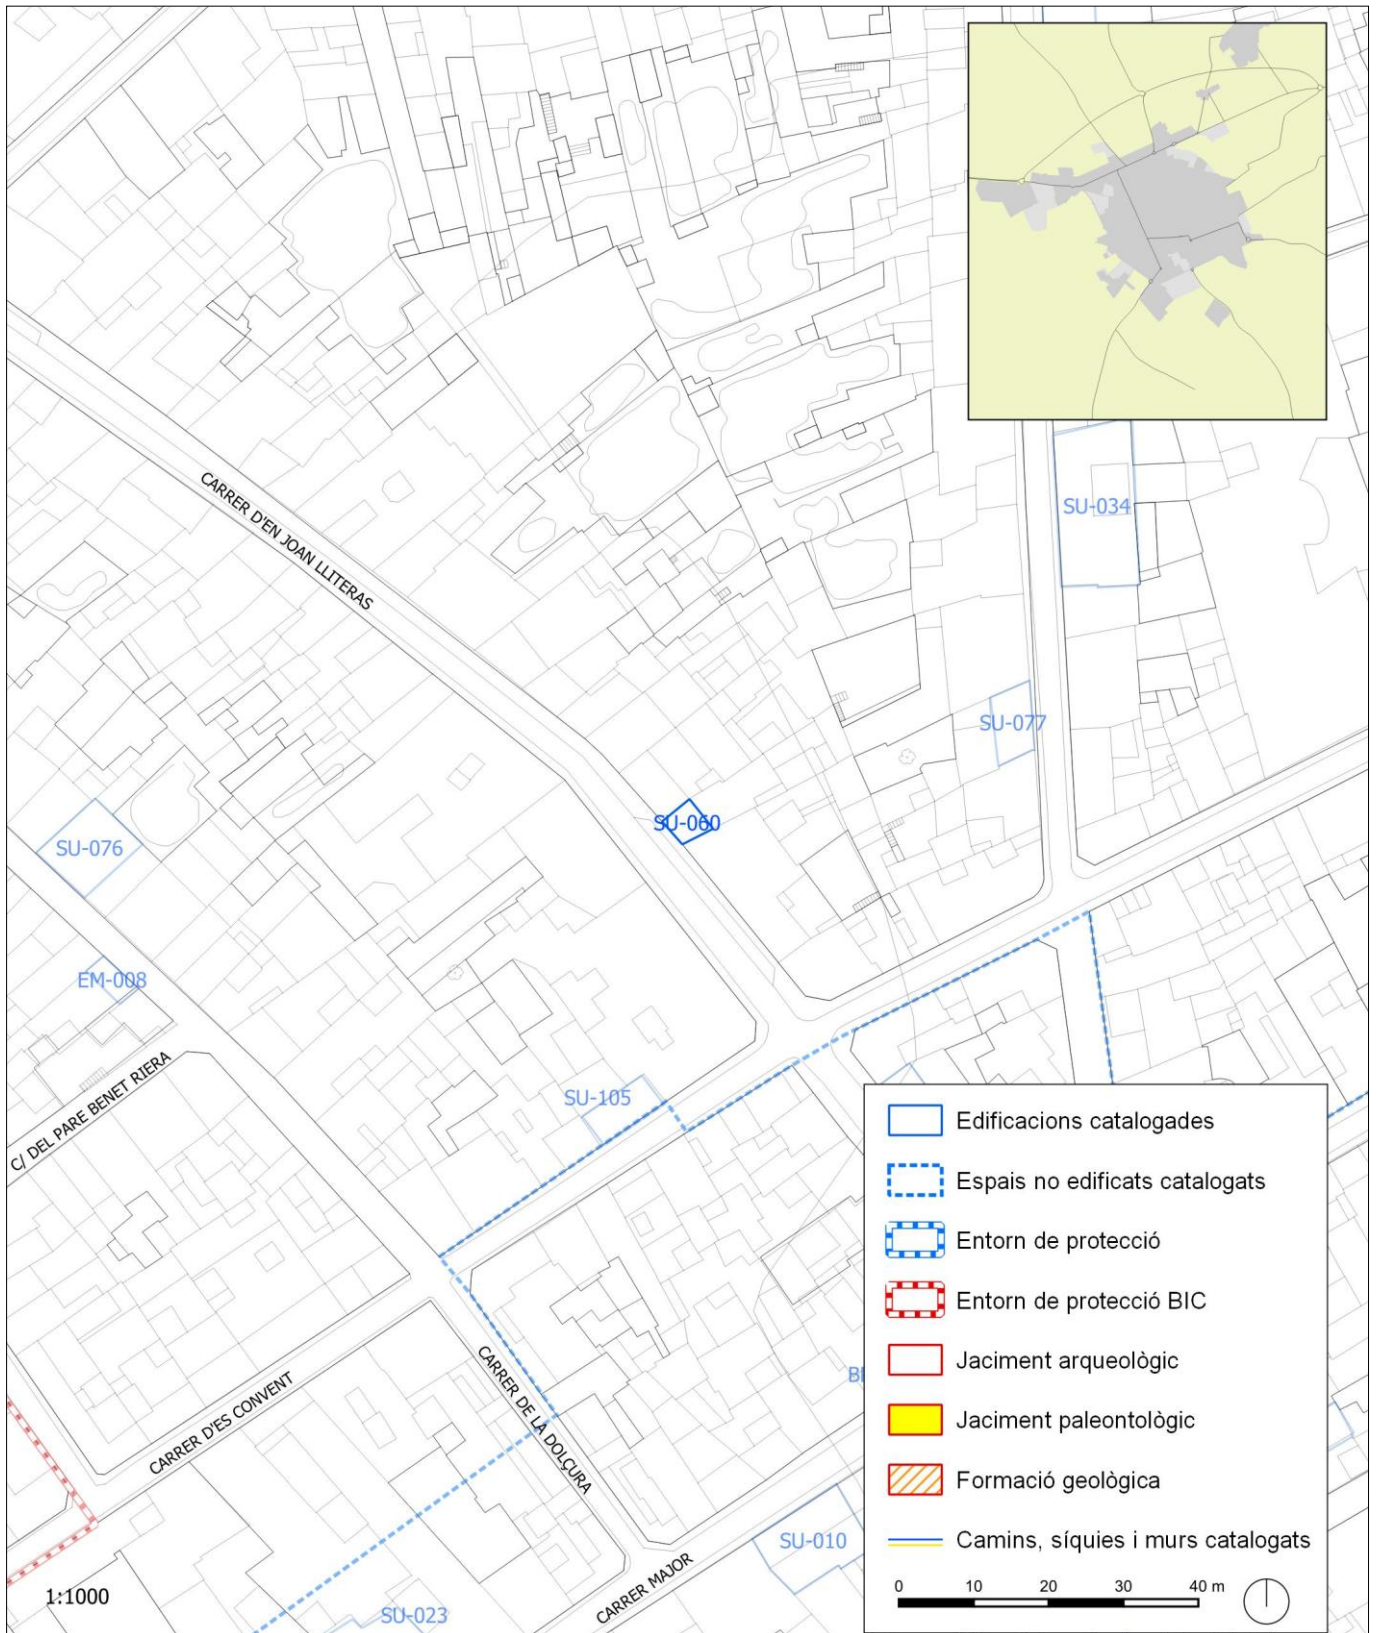 CARRER D'EN JOAN LLITERAS
SU-034
SU-077
SU-060
SU-076
EM-008
C/ DEL PARE BENET RIERA
SU-105
CARRER D'ES CONVENT
CARRER DE LA DOLÇURA
SU-010
CARRER MAJOR
SU-023
1:1000
Edificacions catalogades
Espais no edificats catalogats
Entorn de protecció
Entorn de protecció BIC
Jaciment arqueològic
Jaciment paleontològic
Formació geològica
Camins, síquies i murs catalogats
0 10 20 30 40 m